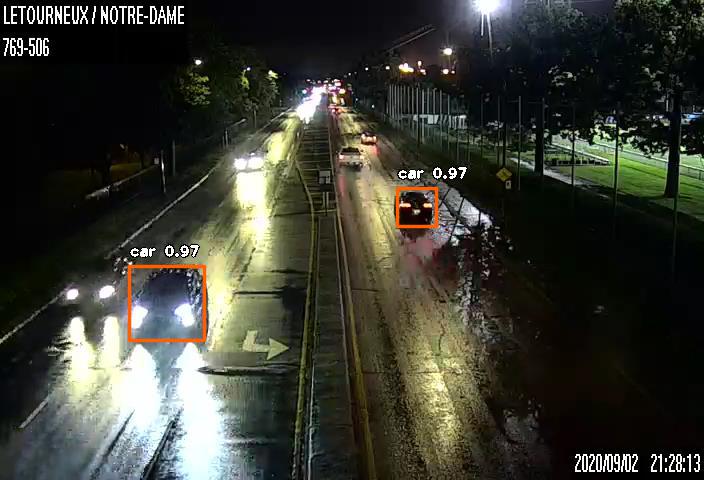 LETOURNEUX / NOTRE-DAME
769-506
car 0.97
car 0.97
2020/09/02 21:28:13